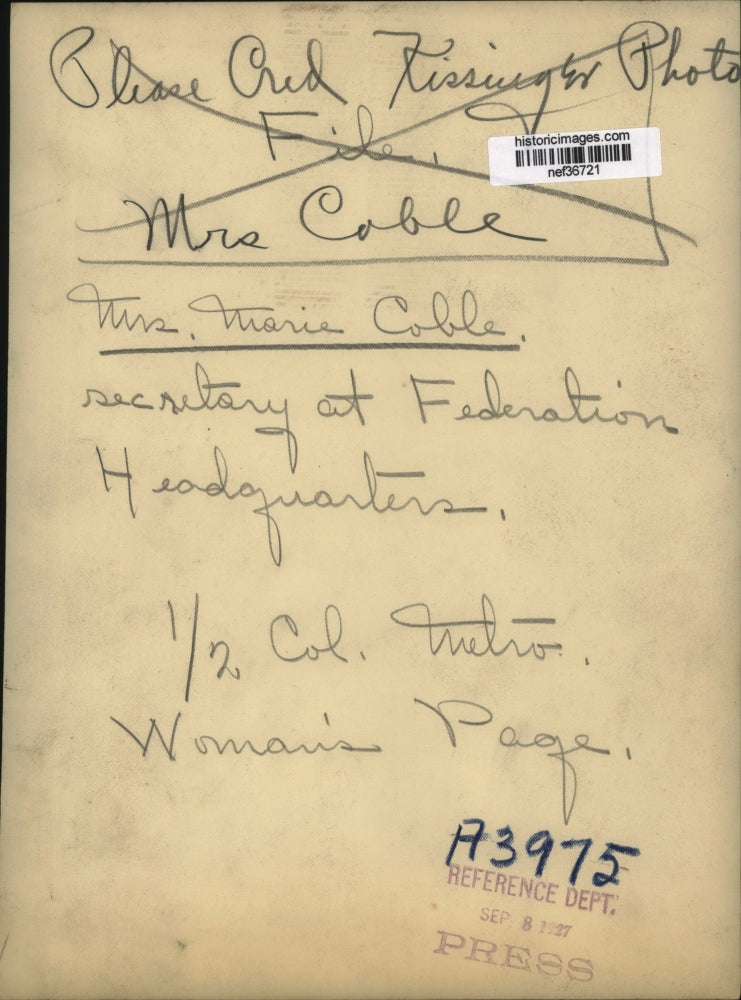 Please Cred Kissinger Photo
File.
historicimages.com
nef36721
Mrs Coble
Mrs. Marie Coble.
secretary at Federation
Headquarters.
1/2 Col. Metro.
Woman's Page.
A3975
REFERENCE DEPT.
SEP 8 1927
PRESS